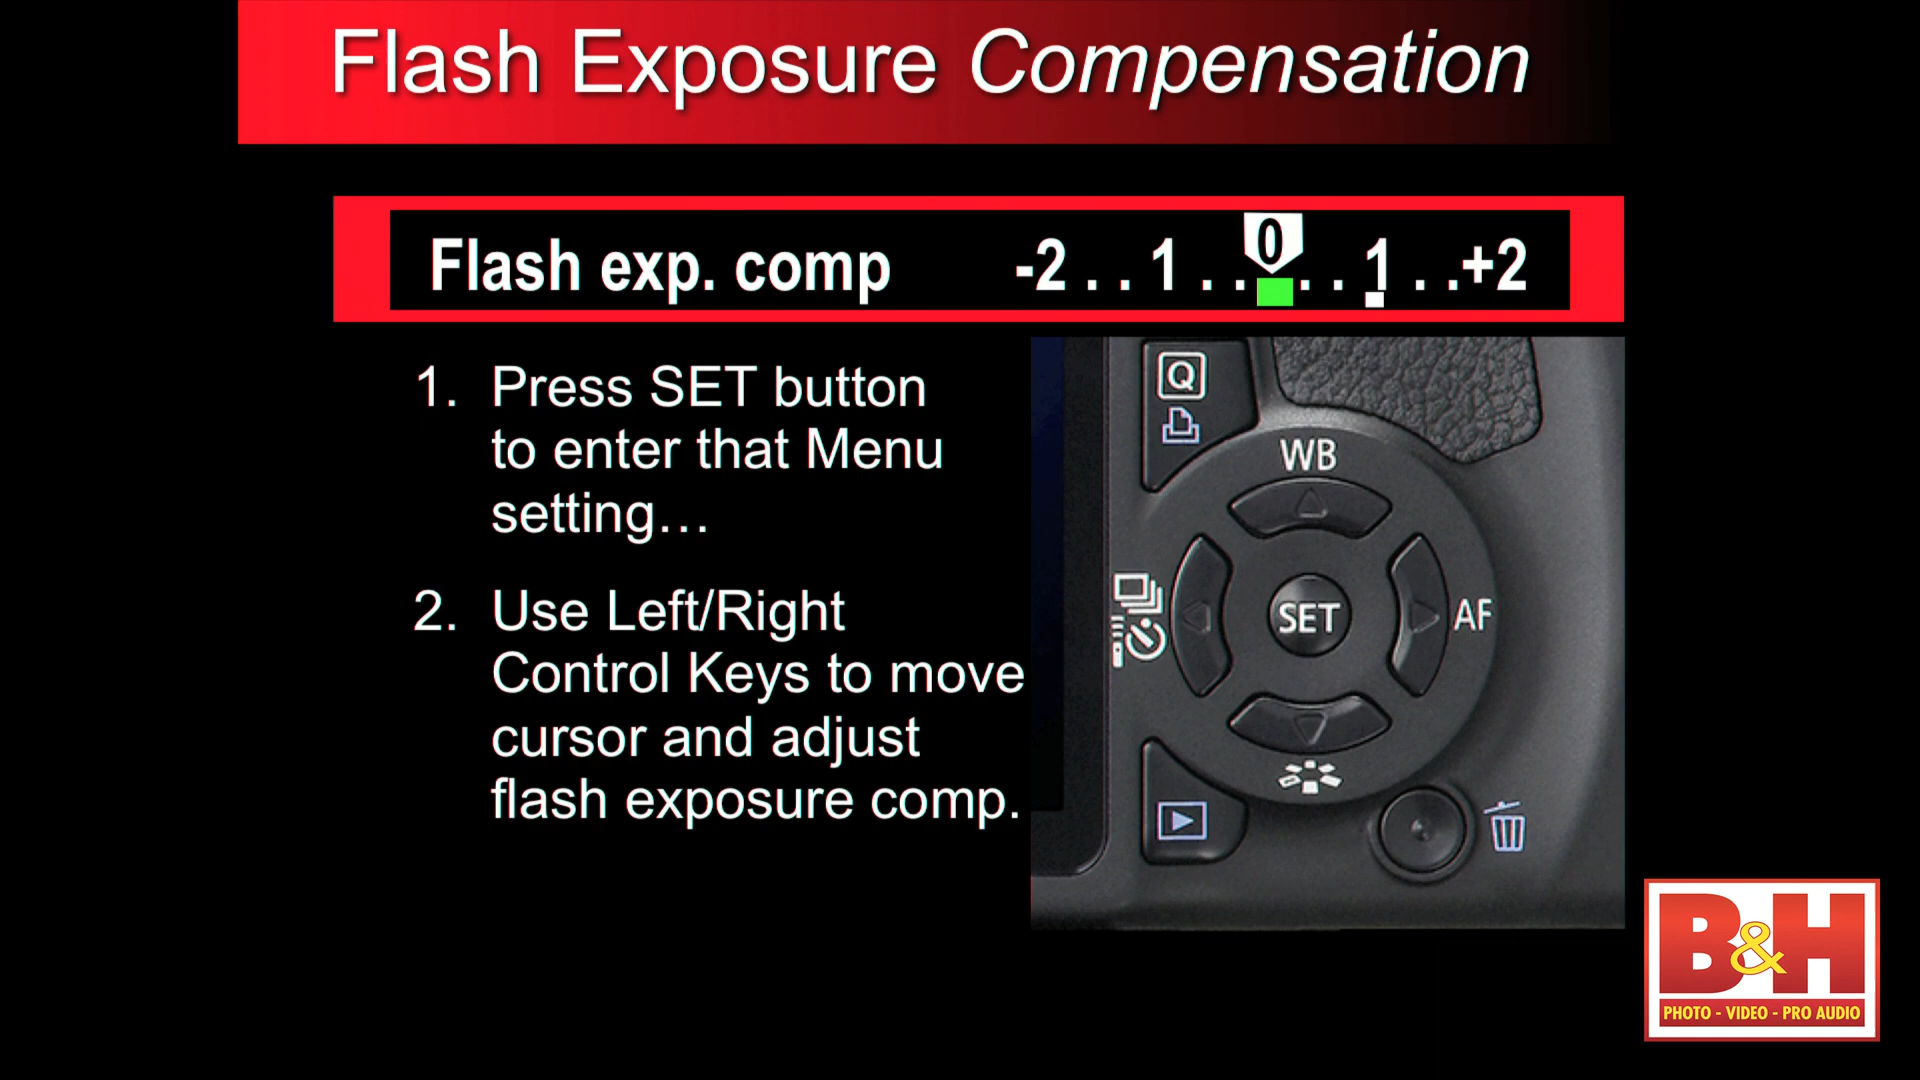 Flash Exposure Compensation
Flash exp. comp -2 . . 1 . . 0 . . 1 . . +2
1. Press SET button
to enter that Menu
setting…
2. Use Left/Right
Control Keys to move
cursor and adjust
flash exposure comp.
Q
WB
SET
AF
B&H
PHOTO - VIDEO - PRO AUDIO